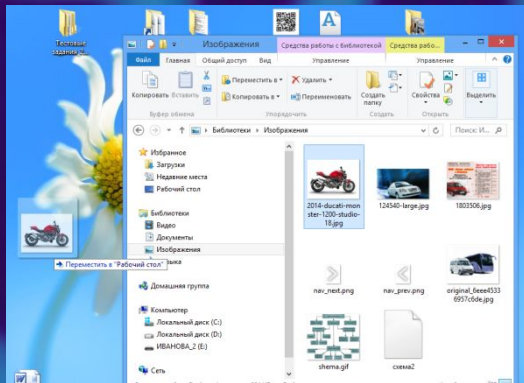 Тестовые
задания с...
Изображения
Средства работы с библиотекой
Средства рабо...
Файл
Главная
Общий доступ
Вид
Управление
Управление
Копировать
Вставить
Переместить в
Копировать в
Удалить
Переименовать
Создать
папку
Свойства
Выделить
Буфер обмена
Упорядочить
Создать
Открыть
Библиотеки
Изображения
Поиск: И...
Избранное
Загрузки
Недавние места
Рабочий стол
Библиотеки
Видео
Документы
Изображения
Переместить в "Рабочий стол"
Домашняя группа
Компьютер
Локальный диск (C:)
Локальный диск (D:)
ИВАНОВА_2 (E:)
Сеть
2014-ducati-mon
ster-1200-studio-
18.jpg
124540-large.jpg
1803506.jpg
nav_next.png
nav_prev.png
original_6eee4533
6957c6de.jpg
shema.gif
схема2